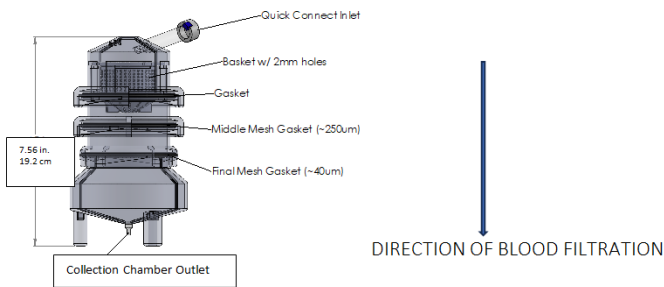 Quick Connect Inlet
Basket w/ 2mm holes
Gasket
Middle Mesh Gasket (~250um)
7.56 in.
19.2 cm
Final Mesh Gasket (~40um)
DIRECTION OF BLOOD FILTRATION
Collection Chamber Outlet